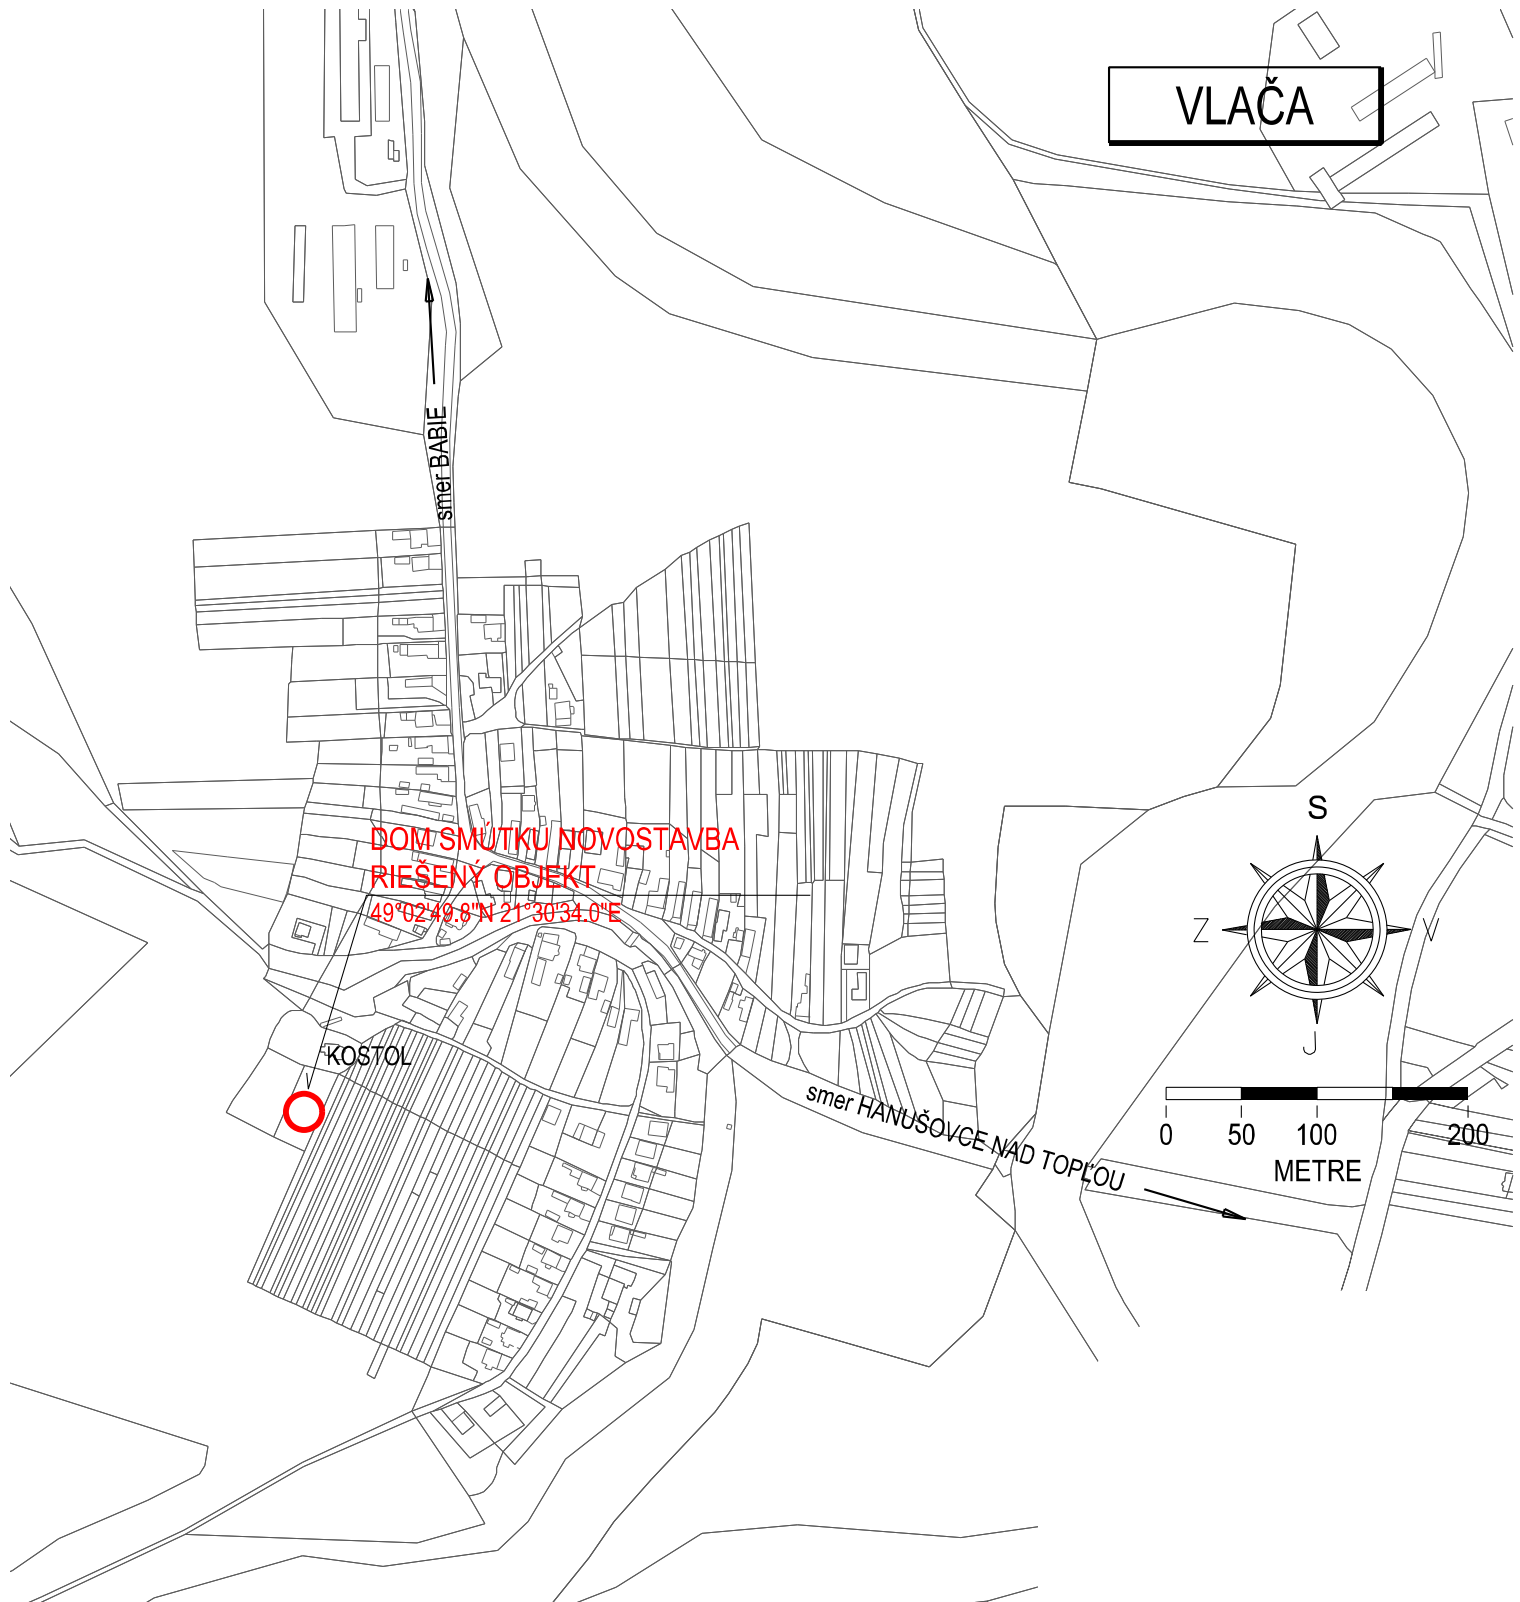 VLAČA
smer BABIE
DOM SMÚTKU NOVOSTAVBA
RIEŠENÝ OBJEKT
49°02'49.8"N 21°30'34.0"E
S
Z
V
J
KOSTOL
smer HANUŠOVCE NAD TOPĽOU
0 50 100 200
METRE